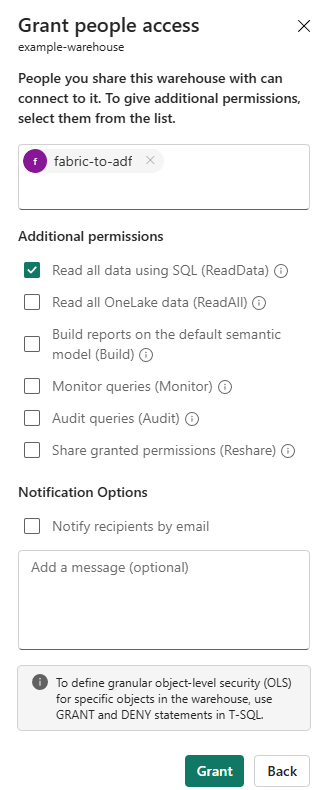 Grant people access
example-warehouse
People you share this warehouse with can
connect to it. To give additional permissions,
select them from the list.
f fabric-to-adf
Additional permissions
Read all data using SQL (ReadData)
Read all OneLake data (ReadAll)
Build reports on the default semantic
model (Build)
Monitor queries (Monitor)
Audit queries (Audit)
Share granted permissions (Reshare)
Notification Options
Notify recipients by email
Add a message (optional)
To define granular object-level security (OLS)
for specific objects in the warehouse, use
GRANT and DENY statements in T-SQL.
Grant Back